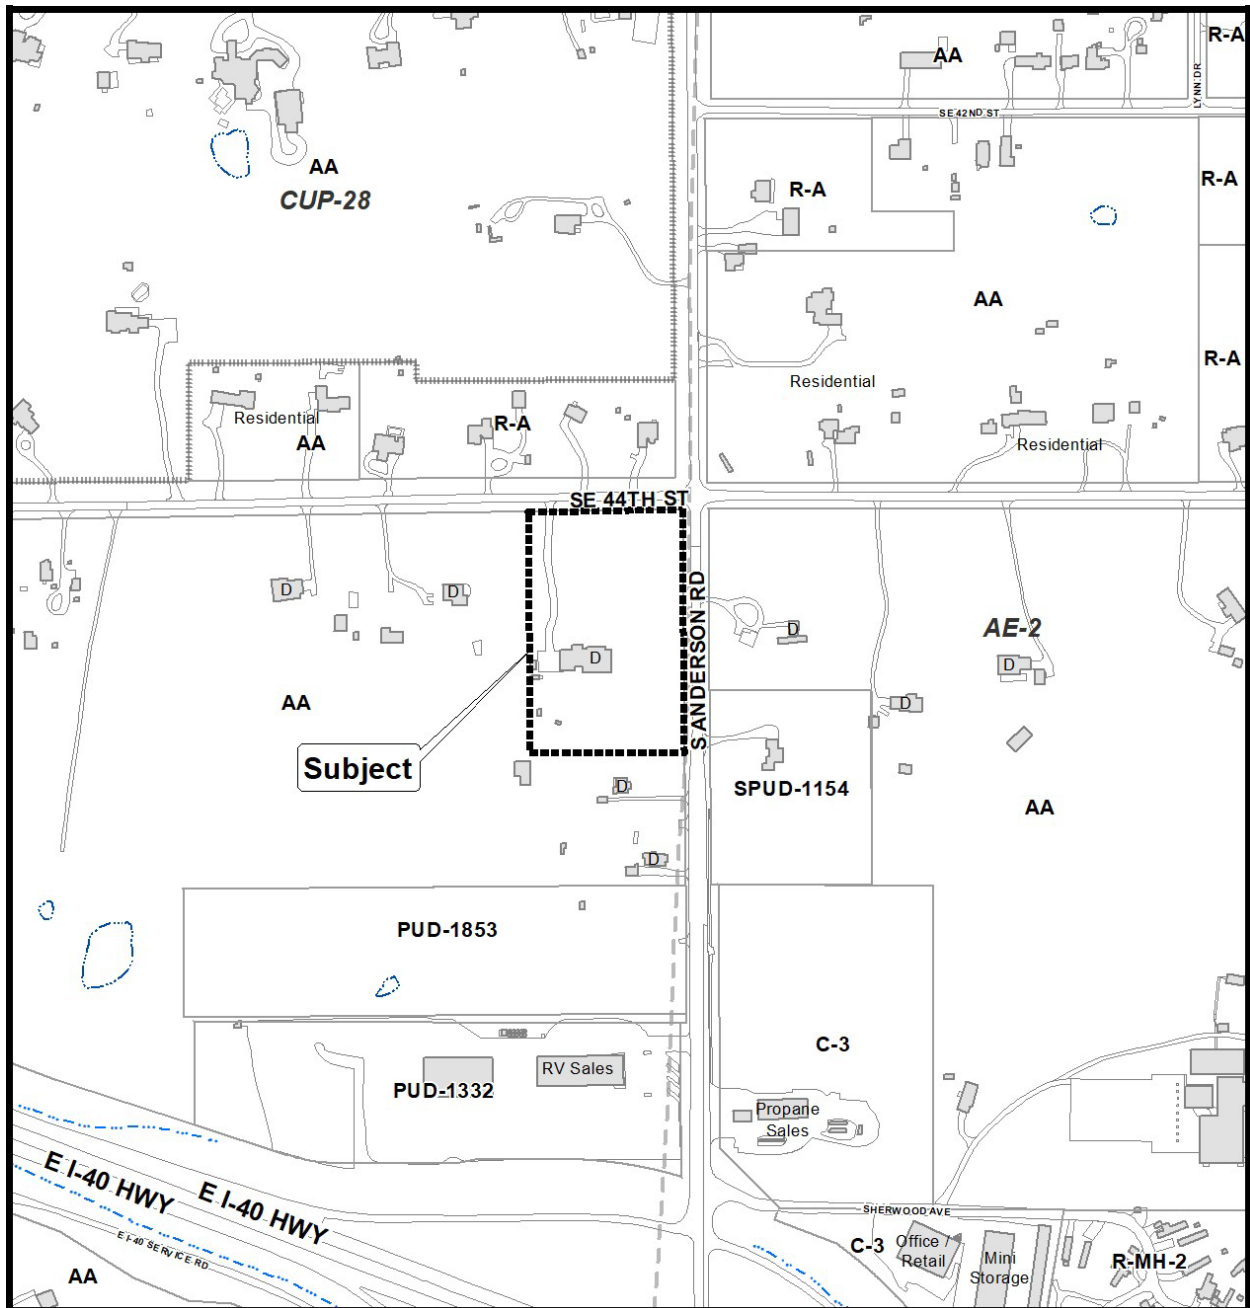 R-A
AA
LYNN DR
SE 42ND ST
AA
CUP-28
R-A
R-A
AA
R-A
Residential
Residential
AA
R-A
Residential
SE 44TH ST
D
D
S ANDERSON RD
D
AE-2
D
D
D
AA
Subject
D
SPUD-1154
AA
D
PUD-1853
C-3
RV Sales
PUD-1332
Propane
Sales
E I-40 HWY
E I-40 HWY
E I-40 SERVICE RD
SHERWOOD AVE
C-3
Office /
Retail
Mini
Storage
R-MH-2
AA